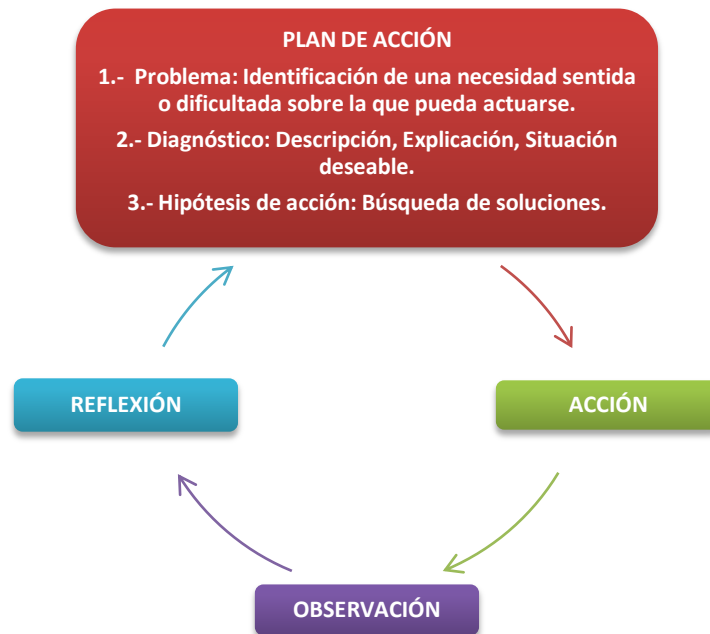 PLAN DE ACCIÓN
1.- Problema: Identificación de una necesidad sentida
o dificultada sobre la que pueda actuarse.
2.- Diagnóstico: Descripción, Explicación, Situación
deseable.
3.- Hipótesis de acción: Búsqueda de soluciones.
REFLEXIÓN
ACCIÓN
OBSERVACIÓN